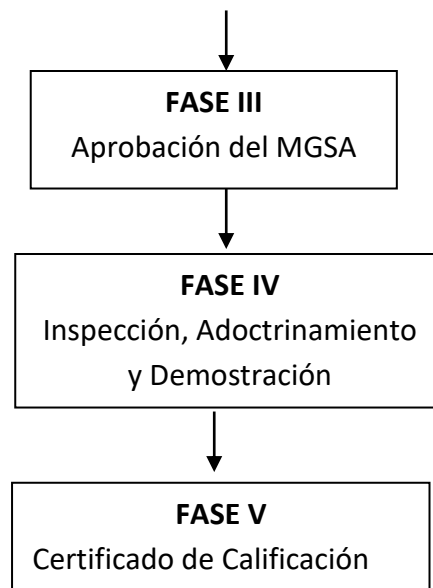 FASE III
Aprobación del MGSA
FASE IV
Inspección, Adoctrinamiento
y Demostración
FASE V
Certificado de Calificación